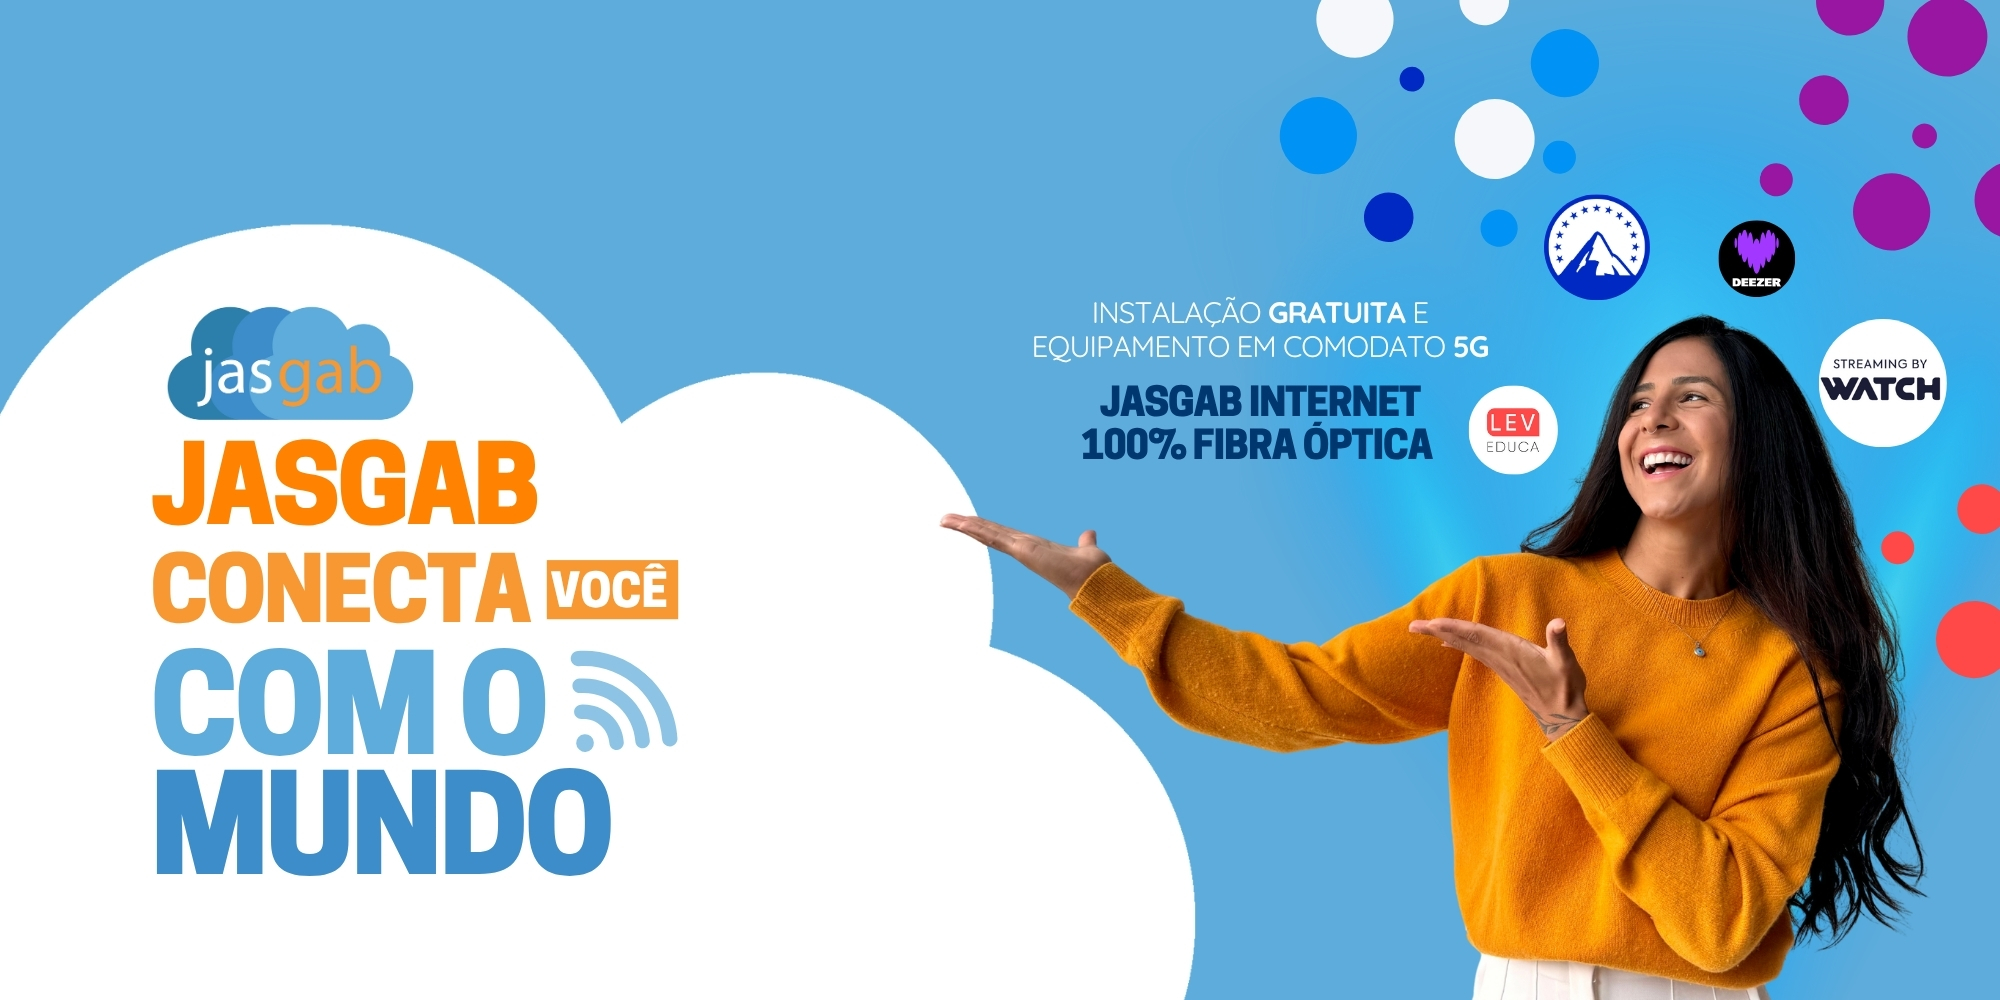 jasgab
JASGAB
CONECTA VOCÊ
COM O
MUNDO
INSTALAÇÃO GRATUITA E
EQUIPAMENTO EM COMODATO 5G
JASGAB INTERNET
100% FIBRA ÓPTICA
LEV
EDUCA
DEEZER
STREAMING BY
WATCH